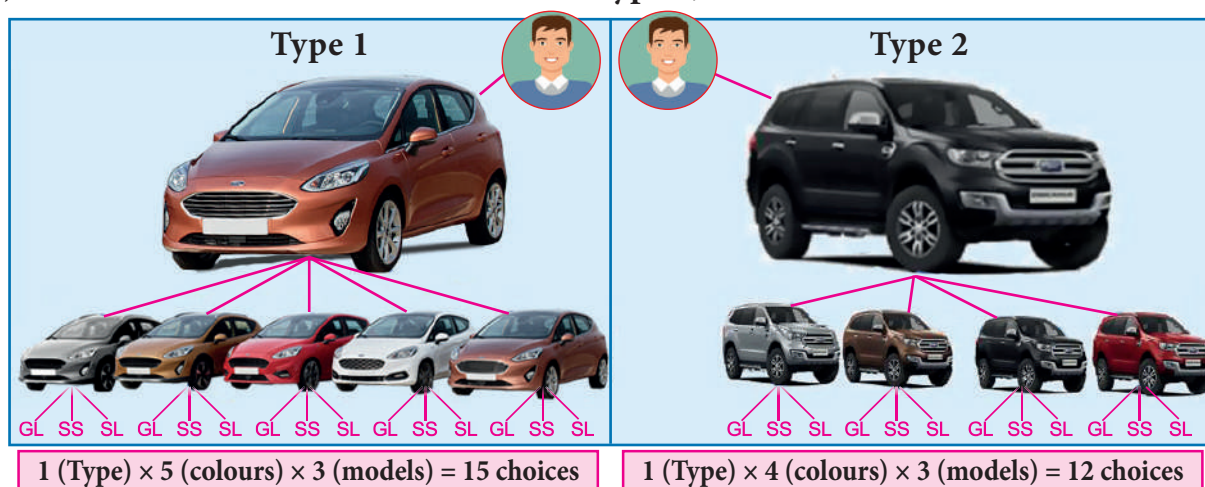 Type 1
Type 2
GL SS SL GL SS SL GL SS SL GL SS SL GL SS SL
GL SS SL GL SS SL GL SS SL GL SS SL
1 (Type) × 5 (colours) × 3 (models) = 15 choices
1 (Type) × 4 (colours) × 3 (models) = 12 choices